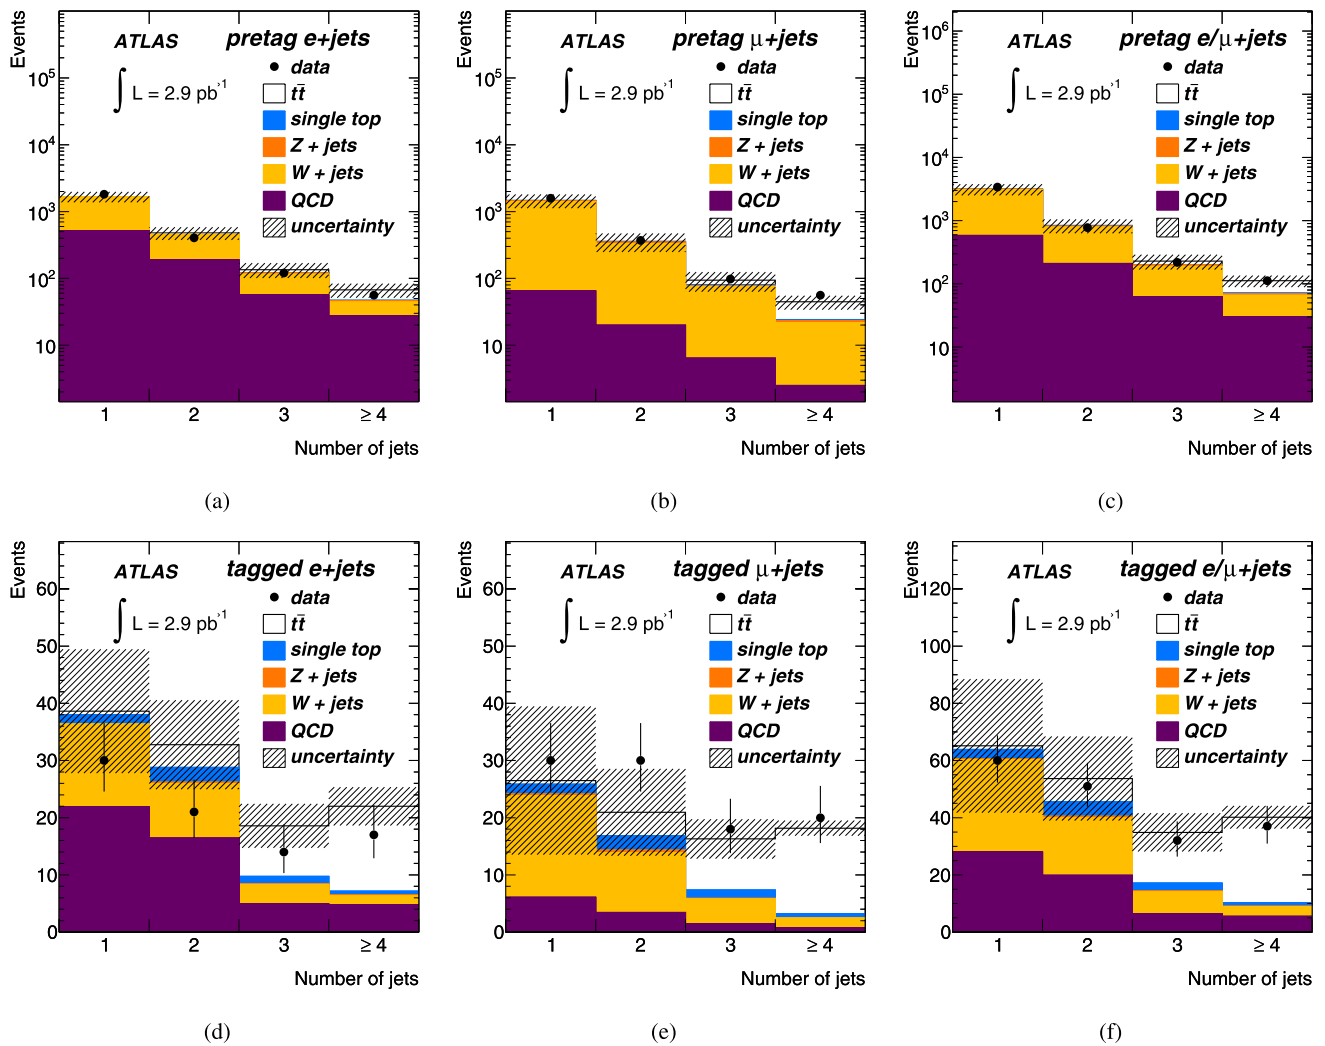 Events
ATLAS
pretag e+jets
∫ L = 2.9 pb-1
data
tt̄
single top
Z + jets
W + jets
QCD
uncertainty
10⁵
10⁴
10³
10²
10
1 2 3 ≥ 4
Number of jets
(a)
Events
ATLAS
pretag μ+jets
∫ L = 2.9 pb-1
data
tt̄
single top
Z + jets
W + jets
QCD
uncertainty
10⁵
10⁴
10³
10²
10
1 2 3 ≥ 4
Number of jets
(b)
Events
ATLAS
pretag e/μ+jets
∫ L = 2.9 pb-1
data
tt̄
single top
Z + jets
W + jets
QCD
uncertainty
10⁶
10⁵
10⁴
10³
10²
10
1 2 3 ≥ 4
Number of jets
(c)
Events
ATLAS
tagged e+jets
∫ L = 2.9 pb-1
data
tt̄
single top
Z + jets
W + jets
QCD
uncertainty
60
50
40
30
20
10
0
1 2 3 ≥ 4
Number of jets
(d)
Events
ATLAS
tagged μ+jets
∫ L = 2.9 pb-1
data
tt̄
single top
Z + jets
W + jets
QCD
uncertainty
60
50
40
30
20
10
0
1 2 3 ≥ 4
Number of jets
(e)
Events
ATLAS
tagged e/μ+jets
∫ L = 2.9 pb-1
data
tt̄
single top
Z + jets
W + jets
QCD
uncertainty
120
100
80
60
40
20
0
1 2 3 ≥ 4
Number of jets
(f)